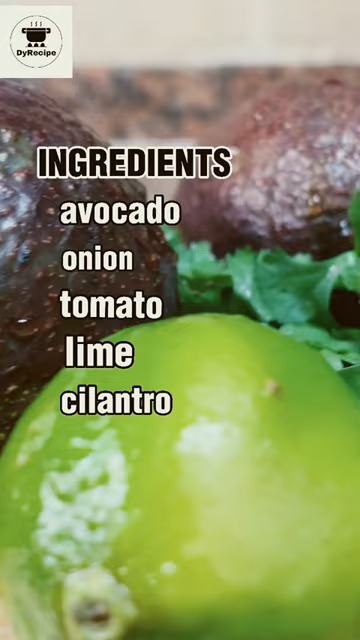 DyRecipe
INGREDIENTS
avocado
onion
tomato
lime
cilantro